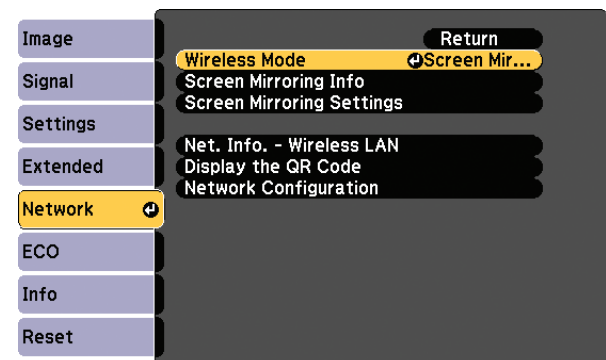 Image
Signal
Settings
Extended
Network
ECO
Info
Reset
Return
Wireless Mode Screen Mir...
Screen Mirroring Info
Screen Mirroring Settings
Net. Info. - Wireless LAN
Display the QR Code
Network Configuration